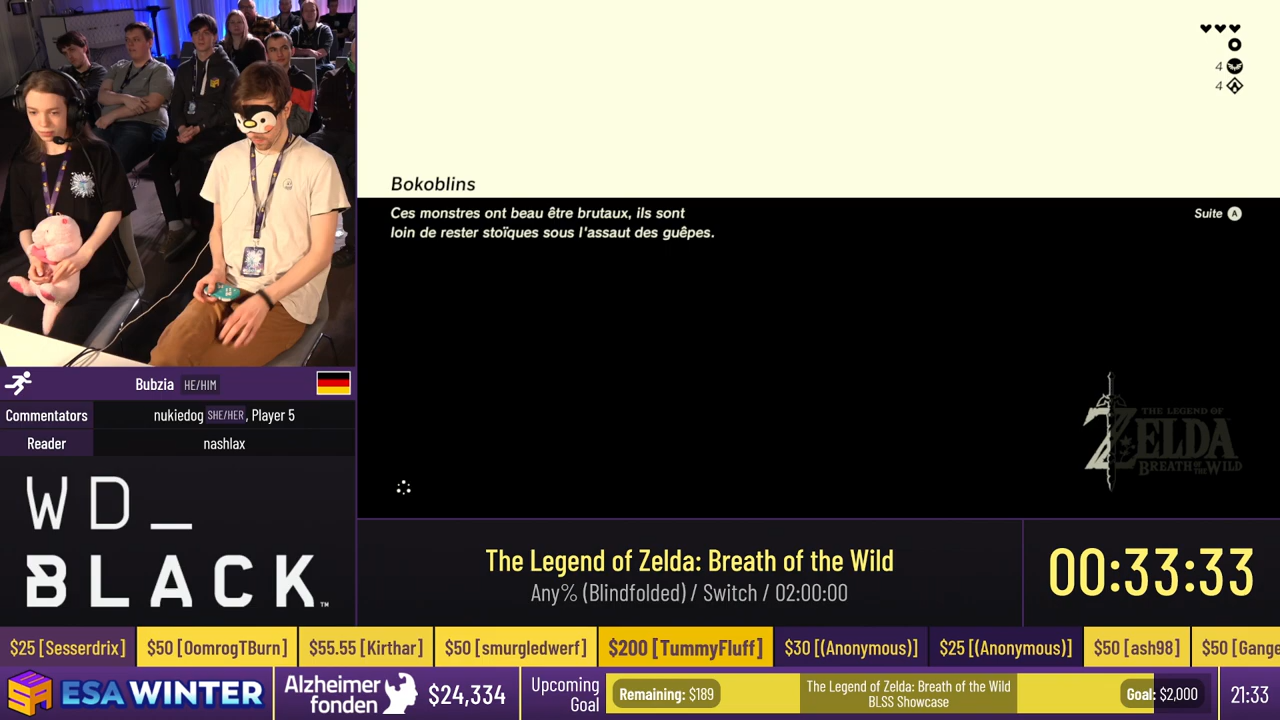 4
4
Bokoblins
Ces monstres ont beau être brutaux, ils sont
loin de rester stoïques sous l'assaut des guêpes.
Suite A
THE LEGEND OF
ZELDA
BREATH OF THE WILD
Bubzia HE/HIM
Commentators nukiedog SHE/HER, Player 5
Reader nashlax
WD_
BLACK™
The Legend of Zelda: Breath of the Wild
Any% (Blindfolded) / Switch / 02:00:00
00:33:33
$25 [Sesserdrix] $50 [OomrogTBurn] $55.55 [Kirthar] $50 [smurgledwerf] $200 [TummyFluff] $30 [(Anonymous)] $25 [(Anonymous)] $50 [ash98] $50 [Gange
ESA WINTER
Alzheimer
fonden
$24,334
Upcoming
Goal
Remaining: $189
The Legend of Zelda: Breath of the Wild
BLSS Showcase
Goal: $2,000
21:33